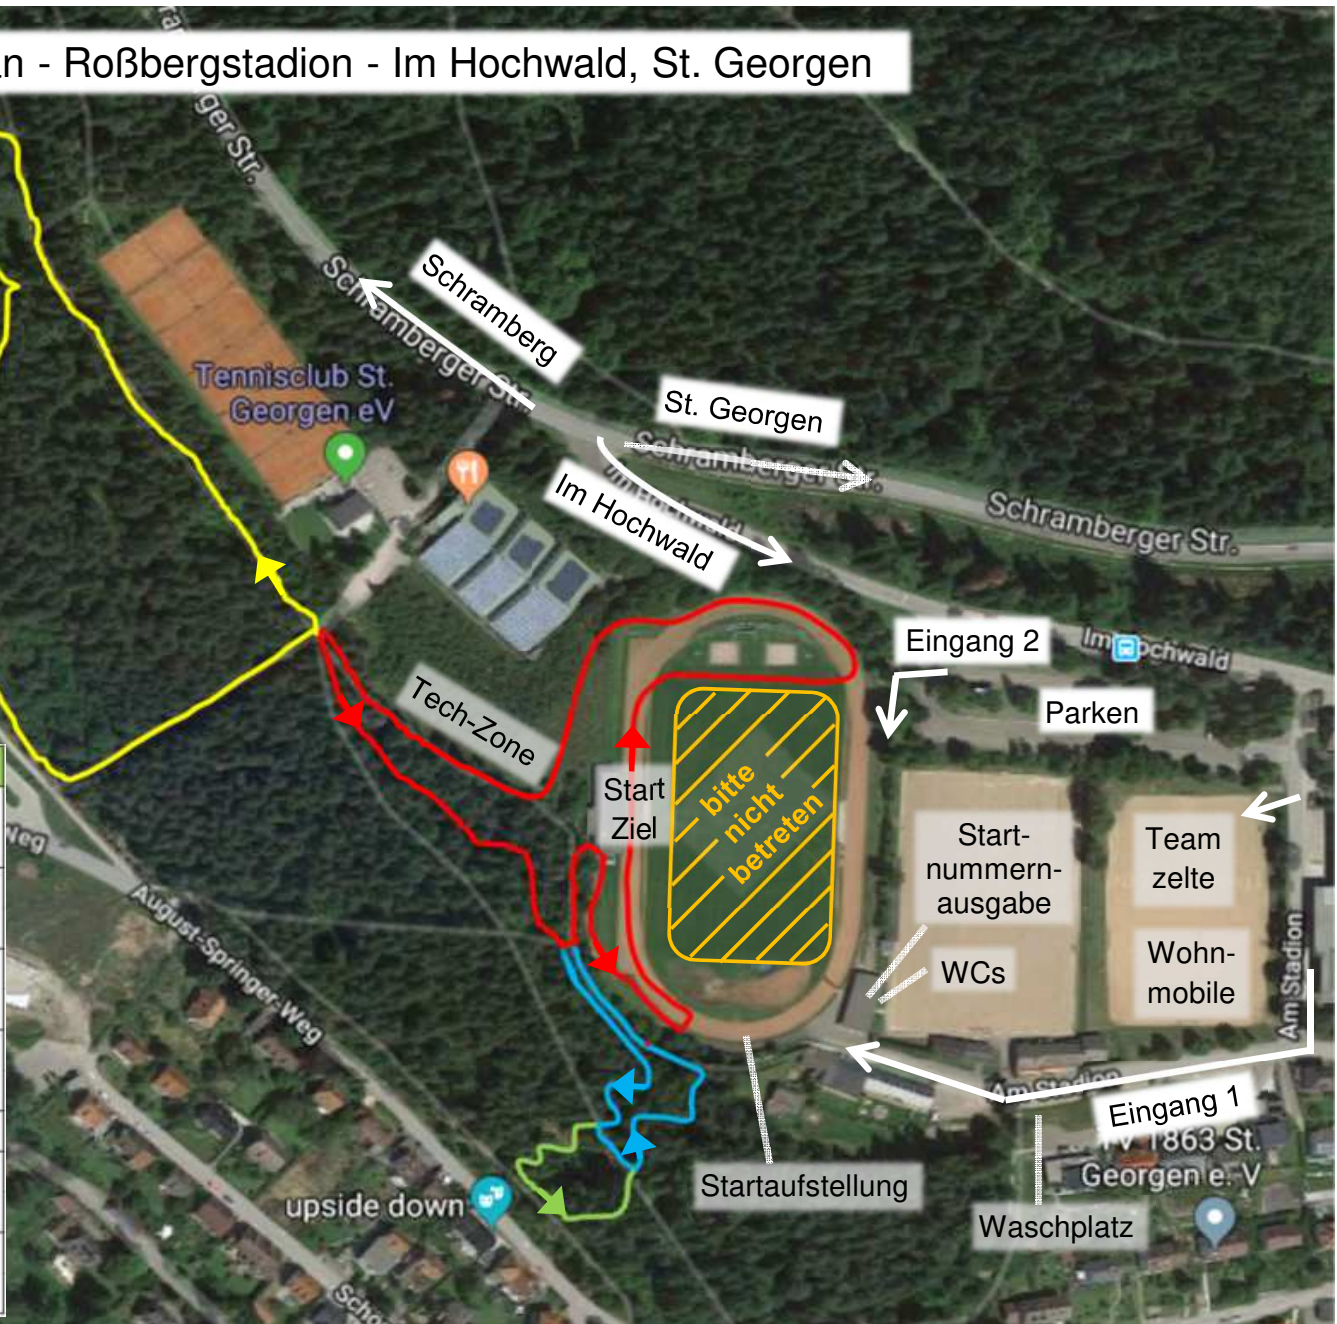 n - Roßbergstadion - Im Hochwald, St. Georgen
ger Str.
Schramberg
Schramberger Str.
Tennisclub St.
Georgen eV
St. Georgen
Schramberger Str.
Im Hochwald
Schramberger Str.
Eingang 2
Im Hochwald
Parken
Tech-Zone
Start
Ziel
bitte
nicht
betreten
Start-
nummern-
ausgabe
Team
zelte
WCs
Wohn-
mobile
Am Stadion
weg
August-Springer-Weg
Am Stadion
Eingang 1
TV 1863 St.
Georgen e. V
Startaufstellung
upside down
Waschplatz
Scho